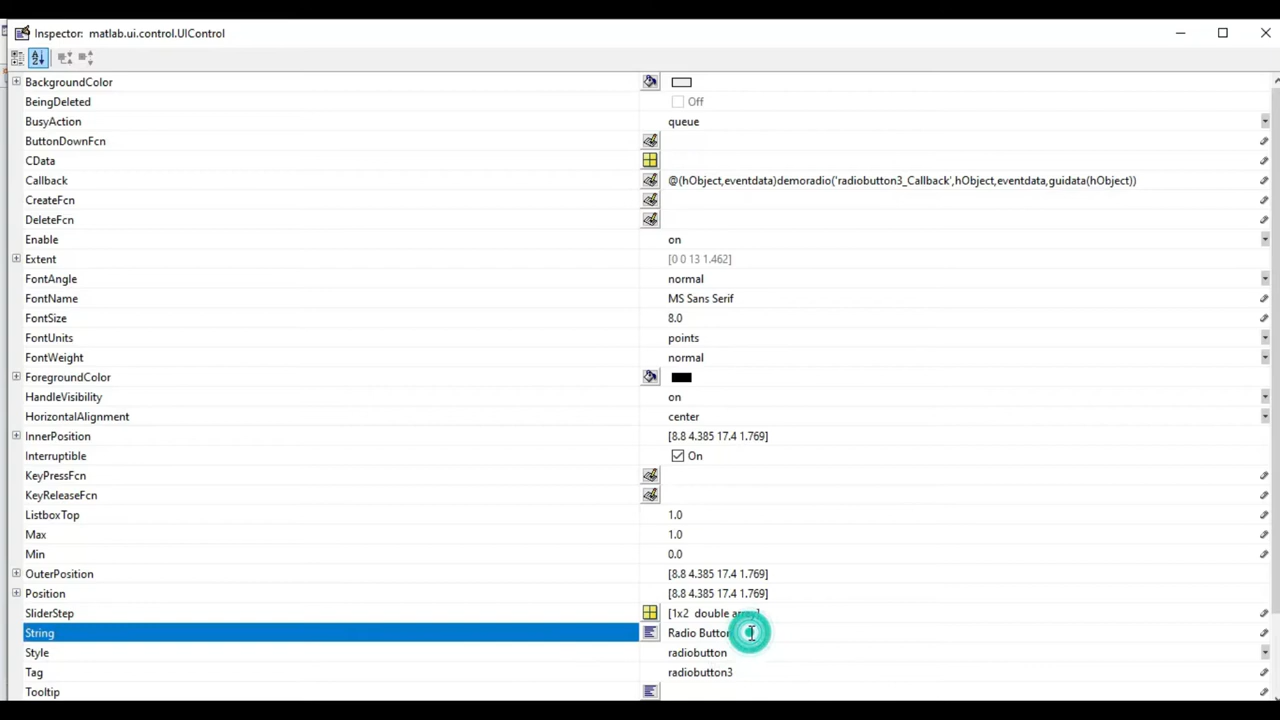 Inspector: matlab.ui.control.UIControl
BackgroundColor
BeingDeleted Off
BusyAction queue
ButtonDownFcn
CData
Callback @(hObject,eventdata)demoradio('radiobutton3_Callback',hObject,eventdata,guidata(hObject))
CreateFcn
DeleteFcn
Enable on
Extent [0 0 13 1.462]
FontAngle normal
FontName MS Sans Serif
FontSize 8.0
FontUnits points
FontWeight normal
ForegroundColor
HandleVisibility on
HorizontalAlignment center
InnerPosition [8.8 4.385 17.4 1.769]
Interruptible On
KeyPressFcn
KeyReleaseFcn
ListboxTop 1.0
Max 1.0
Min 0.0
OuterPosition [8.8 4.385 17.4 1.769]
Position [8.8 4.385 17.4 1.769]
SliderStep [1x2 double array]
String Radio Button
Style radiobutton
Tag radiobutton3
Tooltip